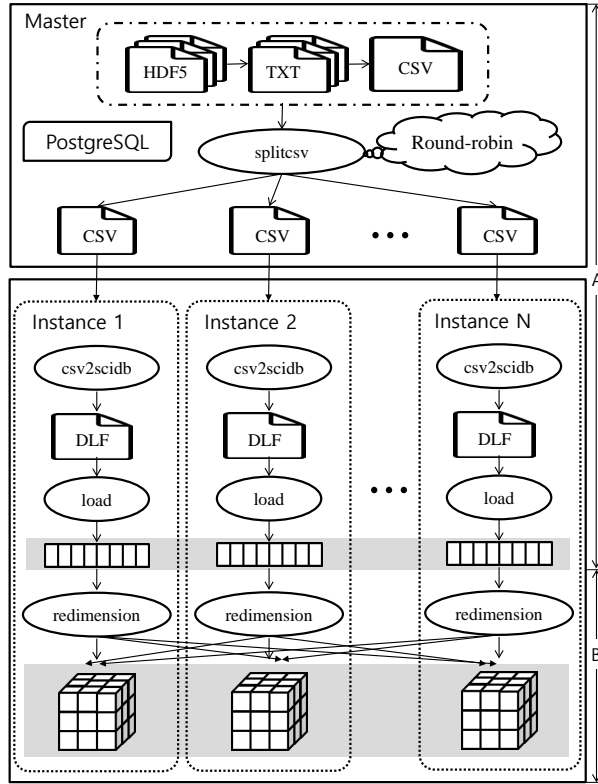 Master
HDF5
TXT
CSV
PostgreSQL
splitcsv
Round-robin
CSV
CSV
• • •
CSV
A
Instance 1
Instance 2
Instance N
csv2scidb
csv2scidb
csv2scidb
DLF
DLF
DLF
load
load
• • •
load
redimension
redimension
redimension
B